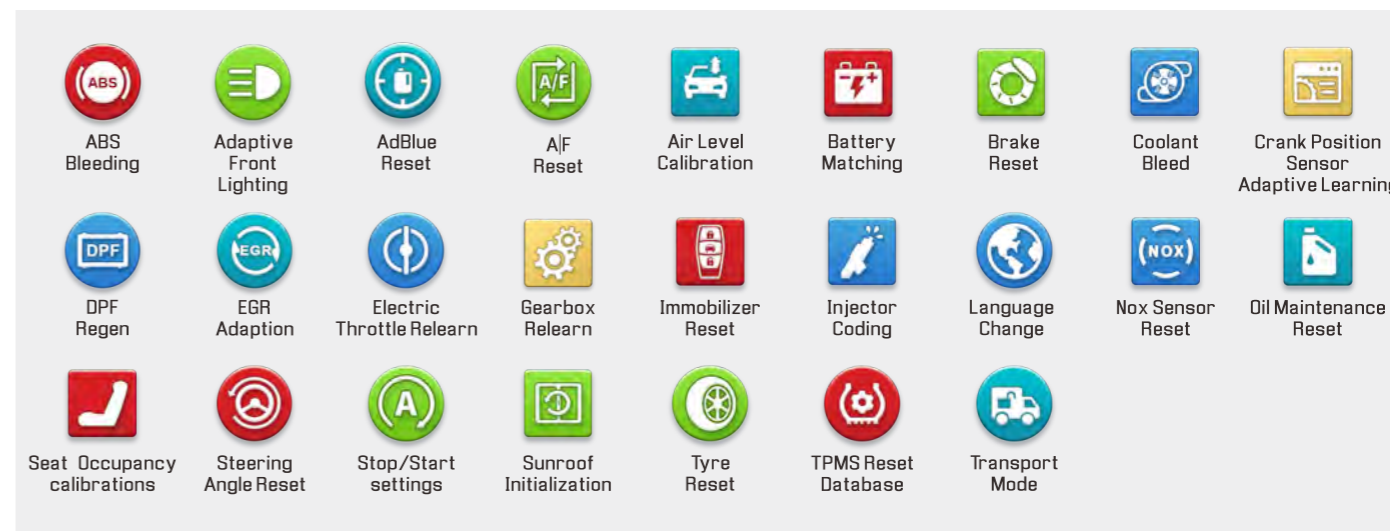 ABS
ABS
Bleeding
Adaptive
Front
Lighting
AdBlue
Reset
A/F
A|F
Reset
Air Level
Calibration
Battery
Matching
Brake
Reset
Coolant
Bleed
Crank Position
Sensor
Adaptive Learning
DPF
DPF
Regen
EGR
EGR
Adaption
Electric
Throttle Relearn
Gearbox
Relearn
Immobilizer
Reset
Injector
Coding
Language
Change
NOX
Nox Sensor
Reset
Oil Maintenance
Reset
Seat Occupancy
calibrations
Steering
Angle Reset
A
Stop/Start
settings
Sunroof
Initialization
Tyre
Reset
TPMS Reset
Database
Transport
Mode